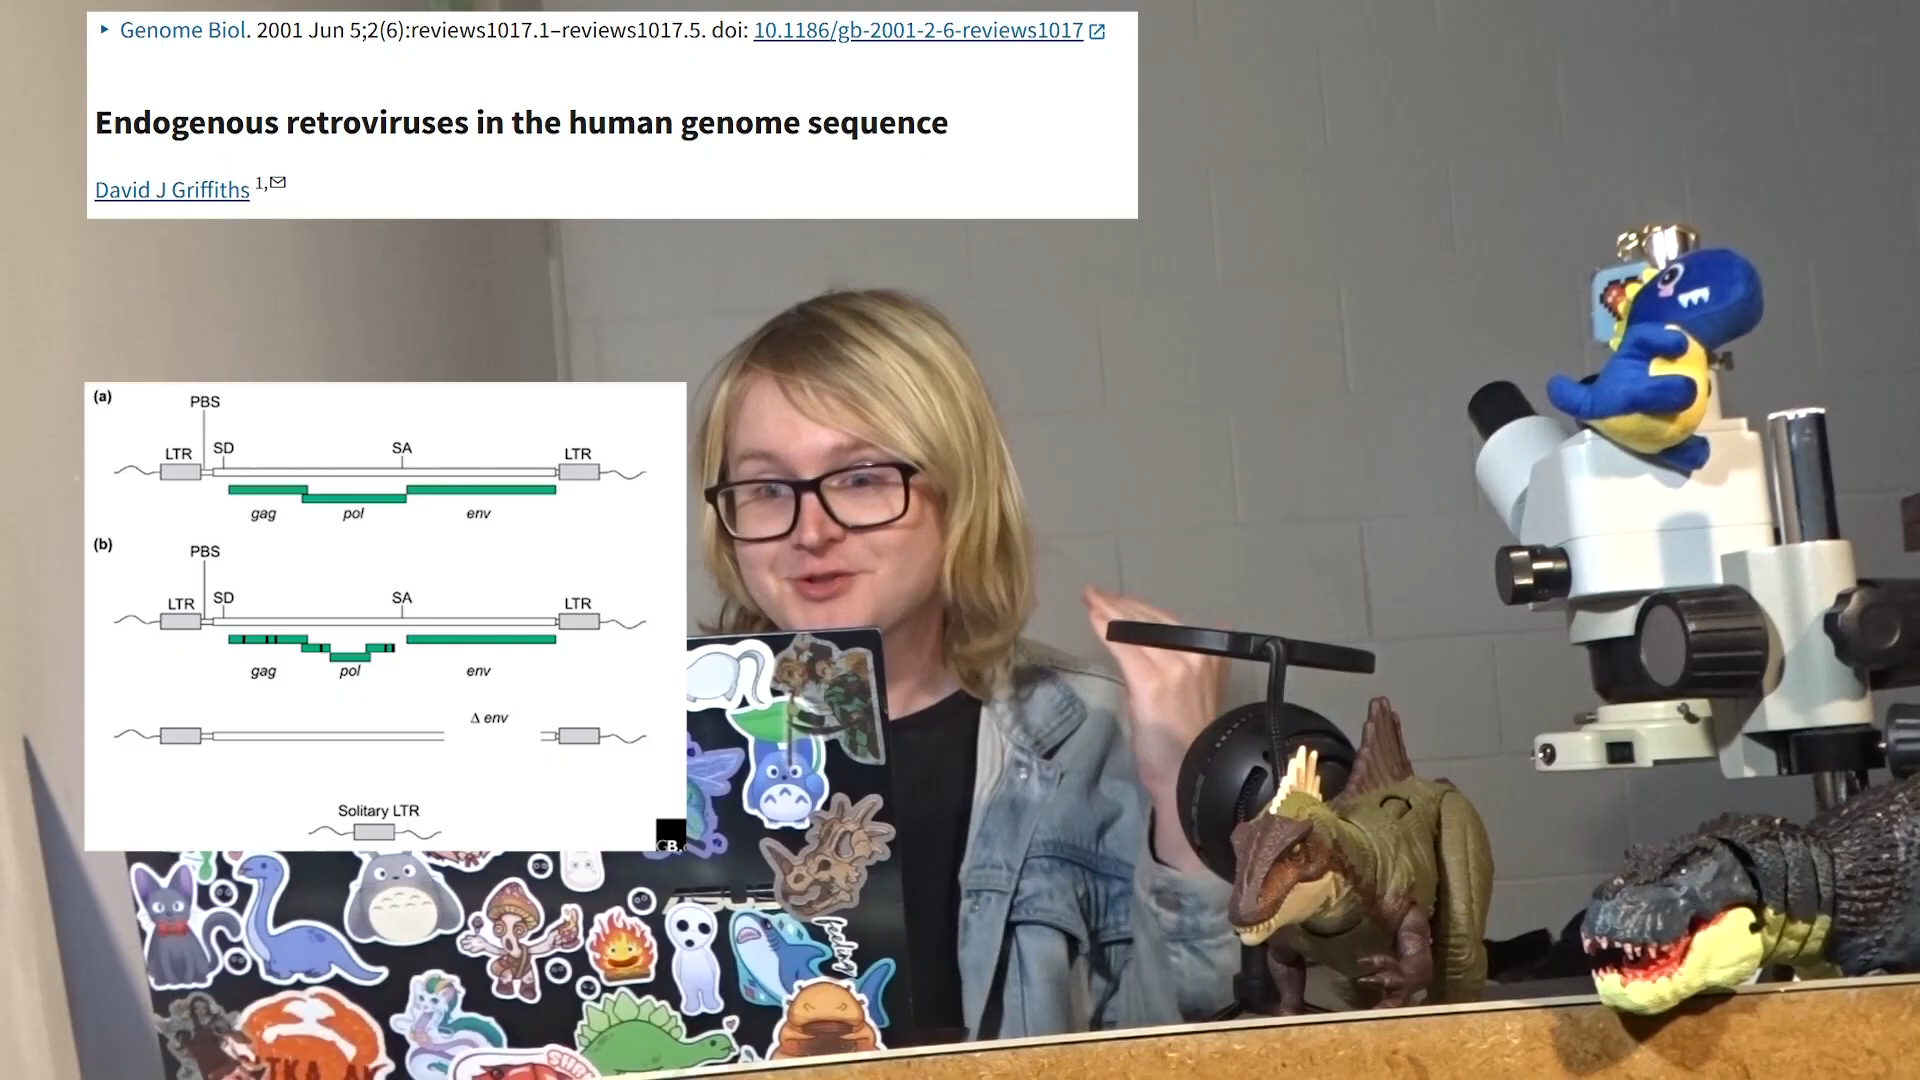 Genome Biol. 2001 Jun 5;2(6):reviews1017.1–reviews1017.5. doi: 10.1186/gb-2001-2-6-reviews1017
Endogenous retroviruses in the human genome sequence
David J Griffiths 1,
(a)
PBS
LTR SD SA LTR
gag pol env
(b)
PBS
LTR SD SA LTR
gag pol env
Δ env
Solitary LTR
GB
ASUS